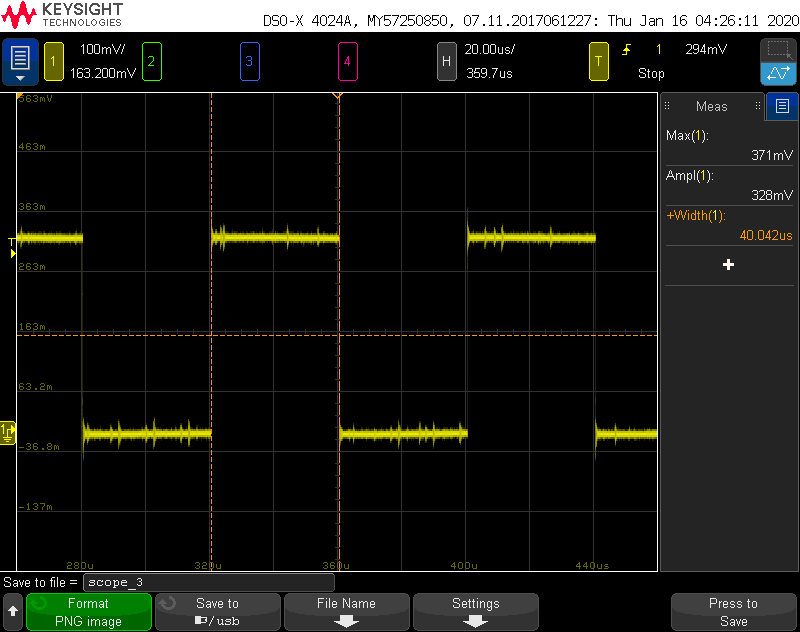 KEYSIGHT
TECHNOLOGIES
DSO-X 4024A, MY57250850, 07.11.2017061227: Thu Jan 16 04:26:11 2020
1 100mV/ 2 3 4 H 20.00us/ T 1 294mV
163.200mV 359.7us Stop
563mV
463m
363m
263m
163m
63.2m
-36.8m
-137m
T
1
280u 320u 360u 400u 440us
Meas
Max(1):
371mV
Ampl(1):
328mV
+Width(1):
40.042us
Save to file = scope_3
Format
PNG image
Save to
/usb
File Name
Settings
Press to
Save